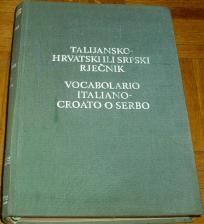 TALIJANSKO-
HRVATSKI ILI SRPSKI
RJEČNIK
VOCABOLARIO
ITALIANO-
CROATO O SERBO